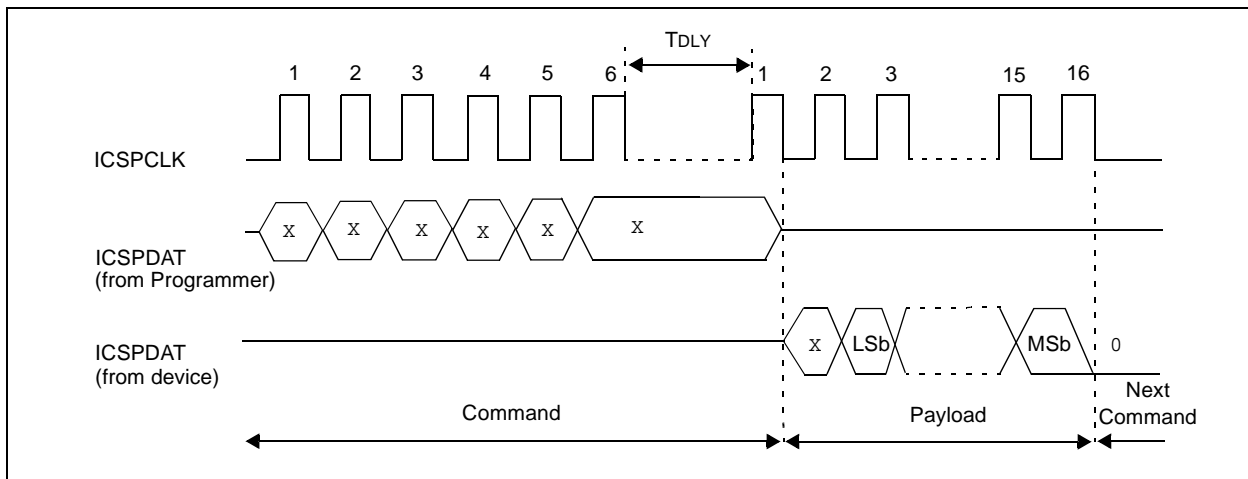 TDLY
1 2 3 4 5 6 1 2 3 15 16
ICSPCLK
X X X X X X
ICSPDAT
(from Programmer)
X LSb MSb 0
ICSPDAT
(from device)
Command Payload Next
Command